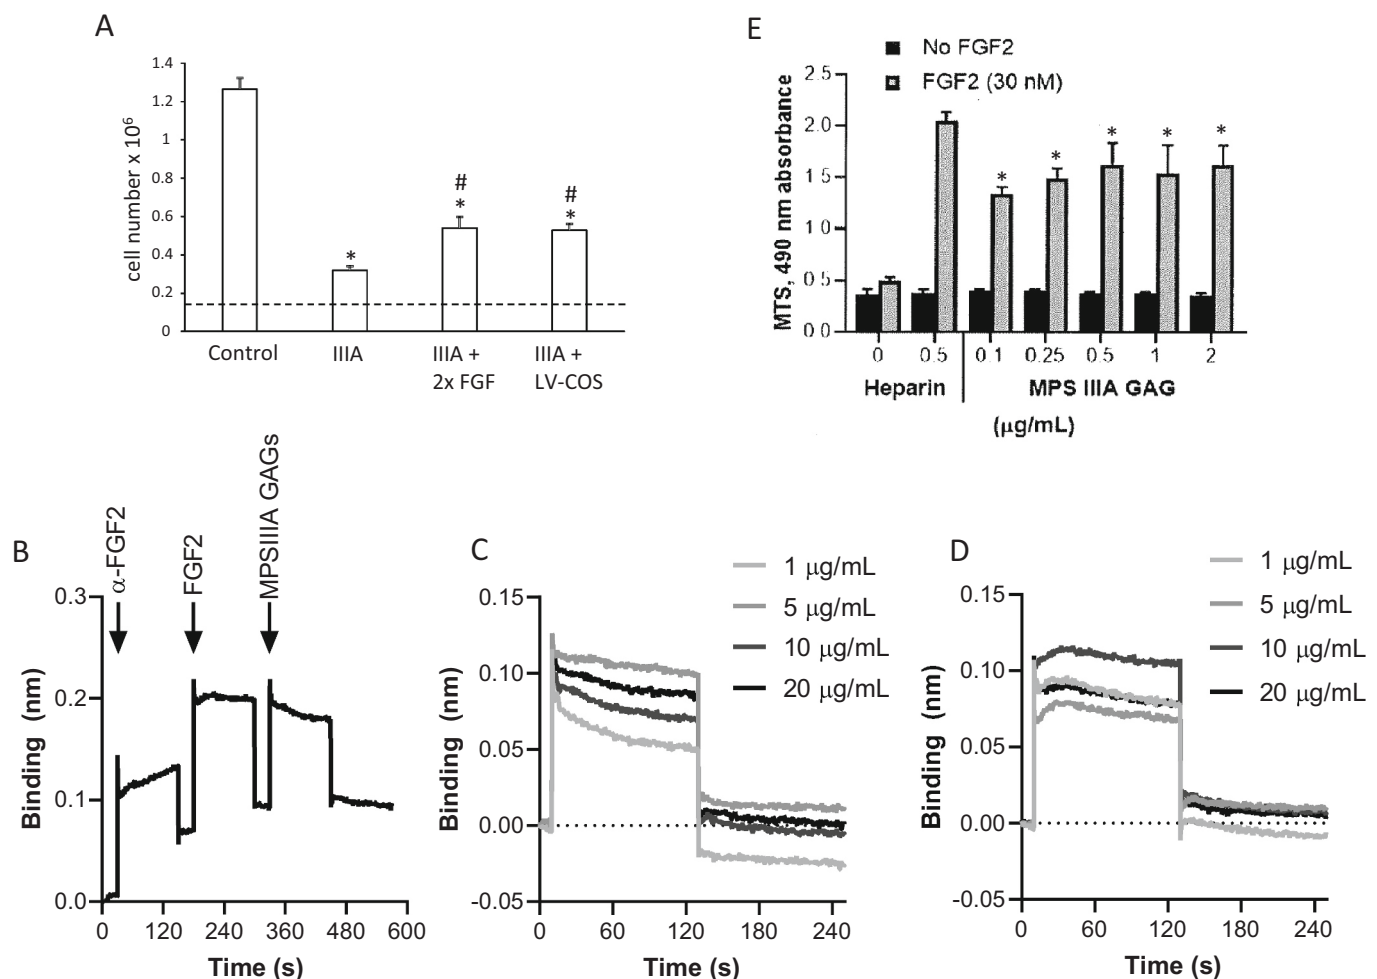 A
1.4
1.2
1
0.8
0.6
0.4
0.2
0
cell number x 10⁶
*
#
*
#
*
Control
IIIA
IIIA +
2x FGF
IIIA +
LV-COS
E
No FGF2
FGF2 (30 nM)
2.5
2.0
1.5
1 0
0 5
0 0
MTS, 490 nm absorbance
*
*
*
*
*
0
0.5
0.1
0.25
0.5
1
2
Heparin
MPS IIIA GAG
(μg/mL)
B
α-FGF2
FGF2
MPSIIIA GAGs
0.3
0.2
0.1
0.0
Binding (nm)
0
120
240
360
480
600
Time (s)
C
1 μg/mL
5 μg/mL
10 μg/mL
20 μg/mL
0.15
0.10
0.05
0.00
-0.05
Binding (nm)
0
60
120
180
240
Time (s)
D
1 μg/mL
5 μg/mL
10 μg/mL
20 μg/mL
0.15
0.10
0.05
0.00
-0.05
Binding (nm)
0
60
120
180
240
Time (s)